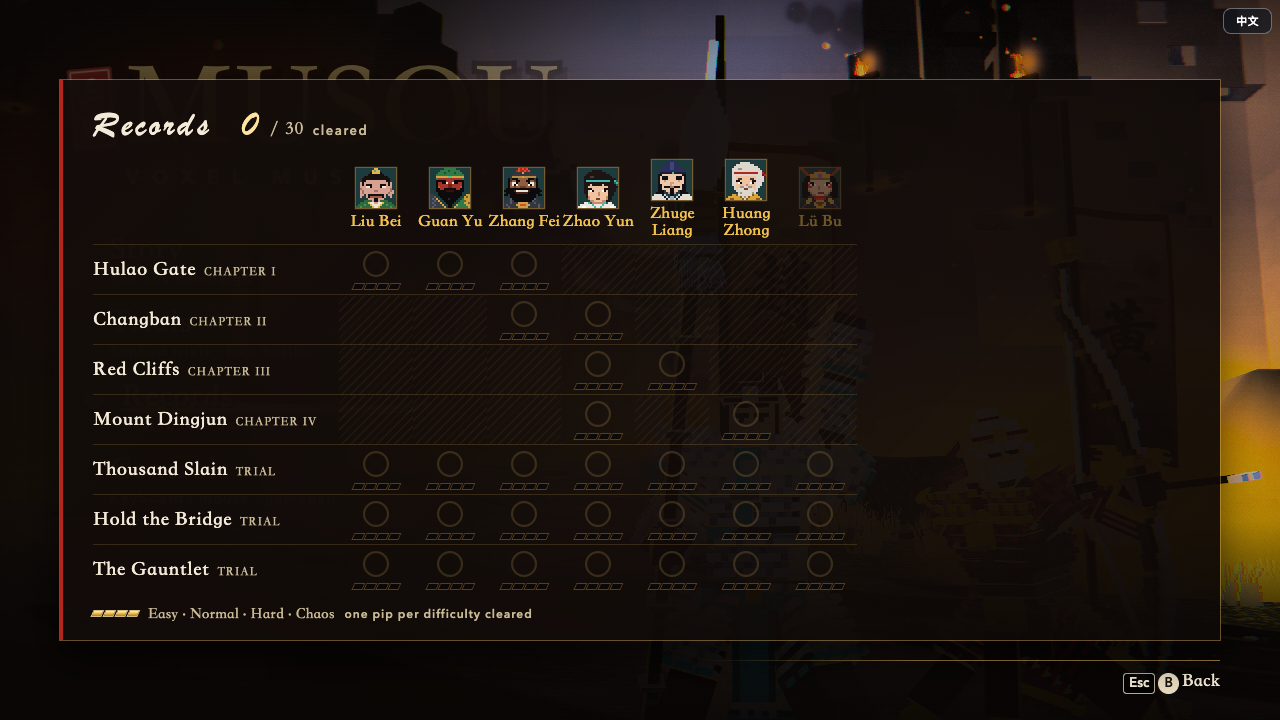 中文
MUSOU
Records 0 / 30 cleared
Liu Bei Guan Yu Zhang Fei Zhao Yun Zhuge Liang Huang Zhong Lü Bu
Hulao Gate CHAPTER I
Changban CHAPTER II
Red Cliffs CHAPTER III
Mount Dingjun CHAPTER IV
Thousand Slain TRIAL
Hold the Bridge TRIAL
The Gauntlet TRIAL
Easy · Normal · Hard · Chaos one pip per difficulty cleared
Esc B Back